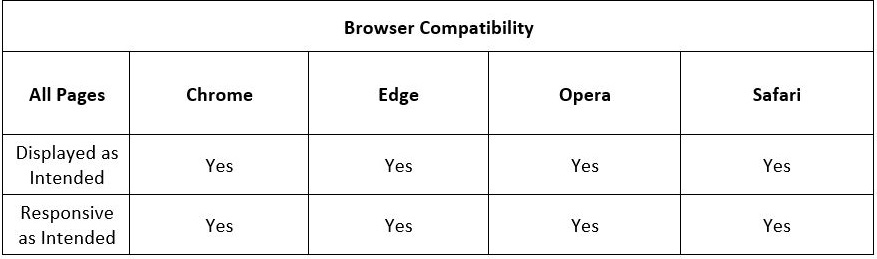 Browser Compatibility
All Pages Chrome Edge Opera Safari
Displayed as
Intended Yes Yes Yes Yes
Responsive
as Intended Yes Yes Yes Yes